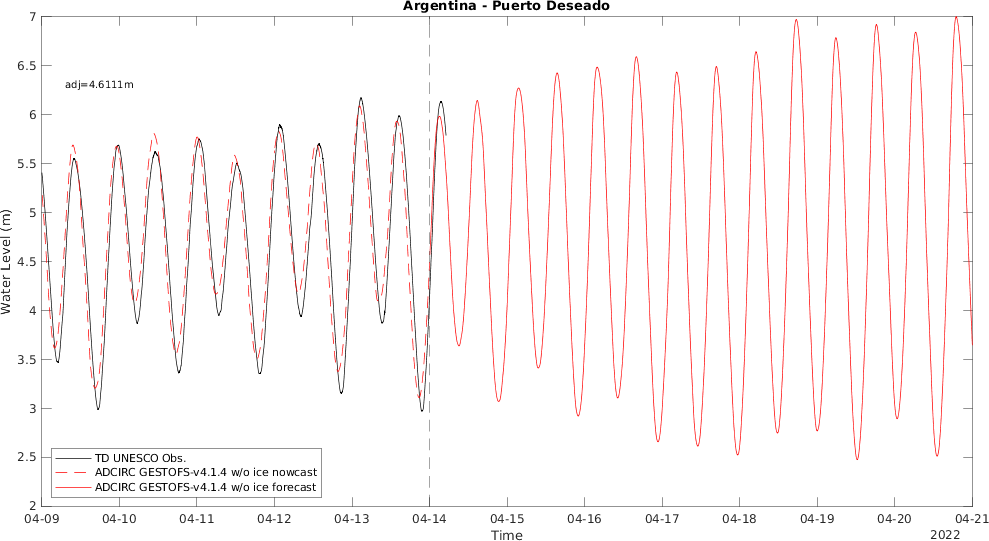 Argentina - Puerto Deseado
7
6.5
adj=4.6111m
6
5.5
5
Water Level (m)
4.5
4
3.5
3
2.5
2
TD UNESCO Obs.
ADCIRC GESTOFS-v4.1.4 w/o ice nowcast
ADCIRC GESTOFS-v4.1.4 w/o ice forecast
04-09 04-10 04-11 04-12 04-13 04-14 04-15 04-16 04-17 04-18 04-19 04-20 04-21
Time
2022